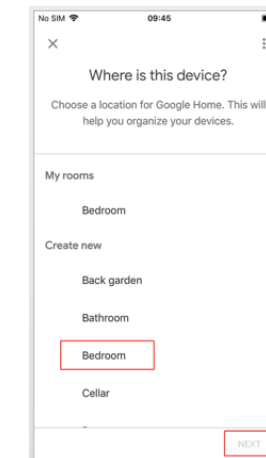 No SIM 09:45
Where is this device?
Choose a location for Google Home. This will
help you organize your devices.
My rooms
Bedroom
Create new
Back garden
Bathroom
Bedroom
Cellar
NEXT